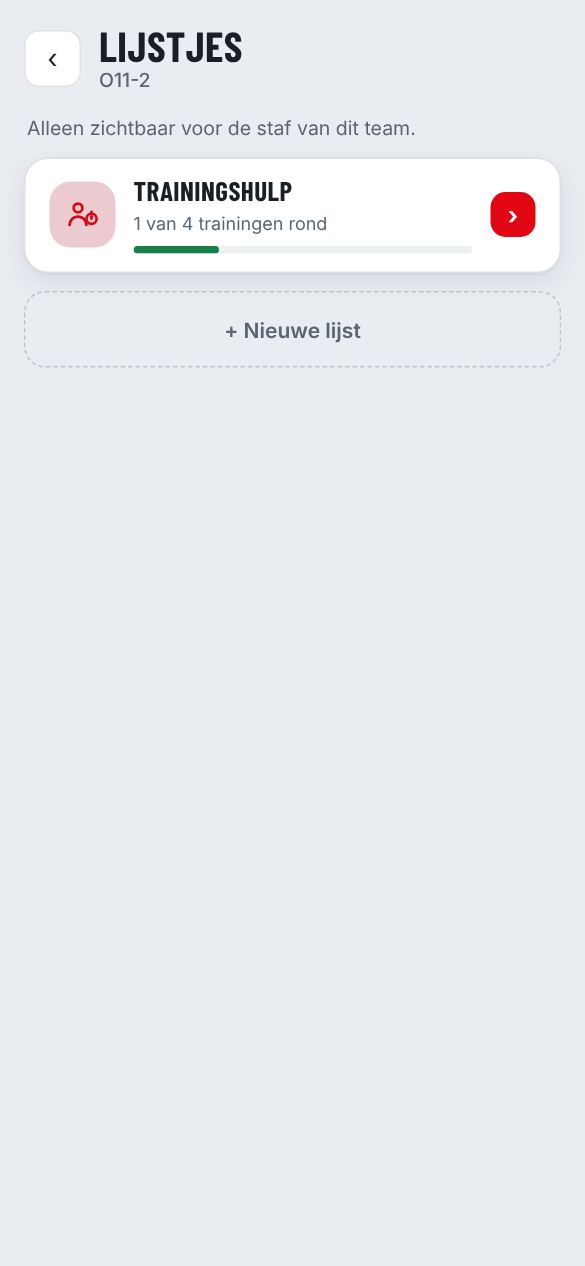 ‹
LIJSTJES
O11-2
Alleen zichtbaar voor de staf van dit team.
TRAININGSHULP
1 van 4 trainingen rond
›
+ Nieuwe lijst